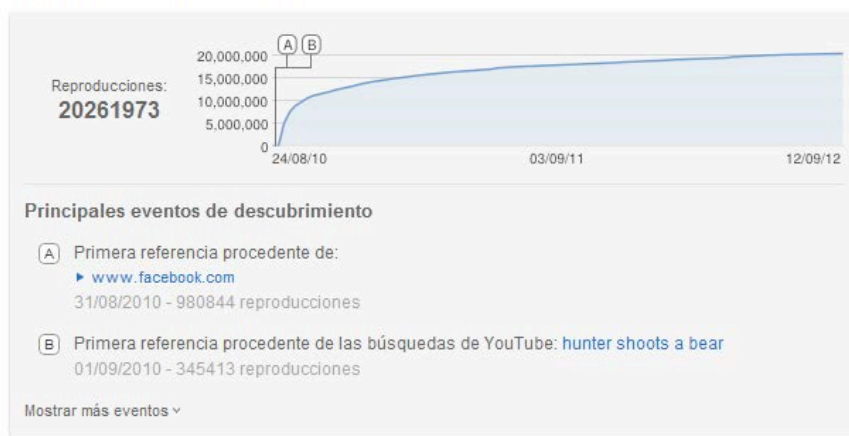 A B
20,000,000
15,000,000
Reproducciones:
20261973
10,000,000
5,000,000
0
24/08/10 03/09/11 12/09/12
Principales eventos de descubrimiento
A Primera referencia procedente de:
www.facebook.com
31/08/2010 - 980844 reproducciones
B Primera referencia procedente de las búsquedas de YouTube: hunter shoots a bear
01/09/2010 - 345413 reproducciones
Mostrar más eventos